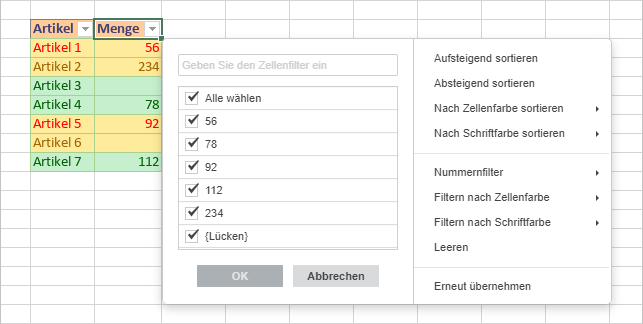 Artikel Menge
Artikel 1 56
Artikel 2 234
Artikel 3
Artikel 4 78
Artikel 5 92
Artikel 6
Artikel 7 112
Geben Sie den Zellenfilter ein
Alle wählen
56
78
92
112
234
{Lücken}
OK Abbrechen
Aufsteigend sortieren
Absteigend sortieren
Nach Zellenfarbe sortieren
Nach Schriftfarbe sortieren
Nummernfilter
Filtern nach Zellenfarbe
Filtern nach Schriftfarbe
Leeren
Erneut übernehmen